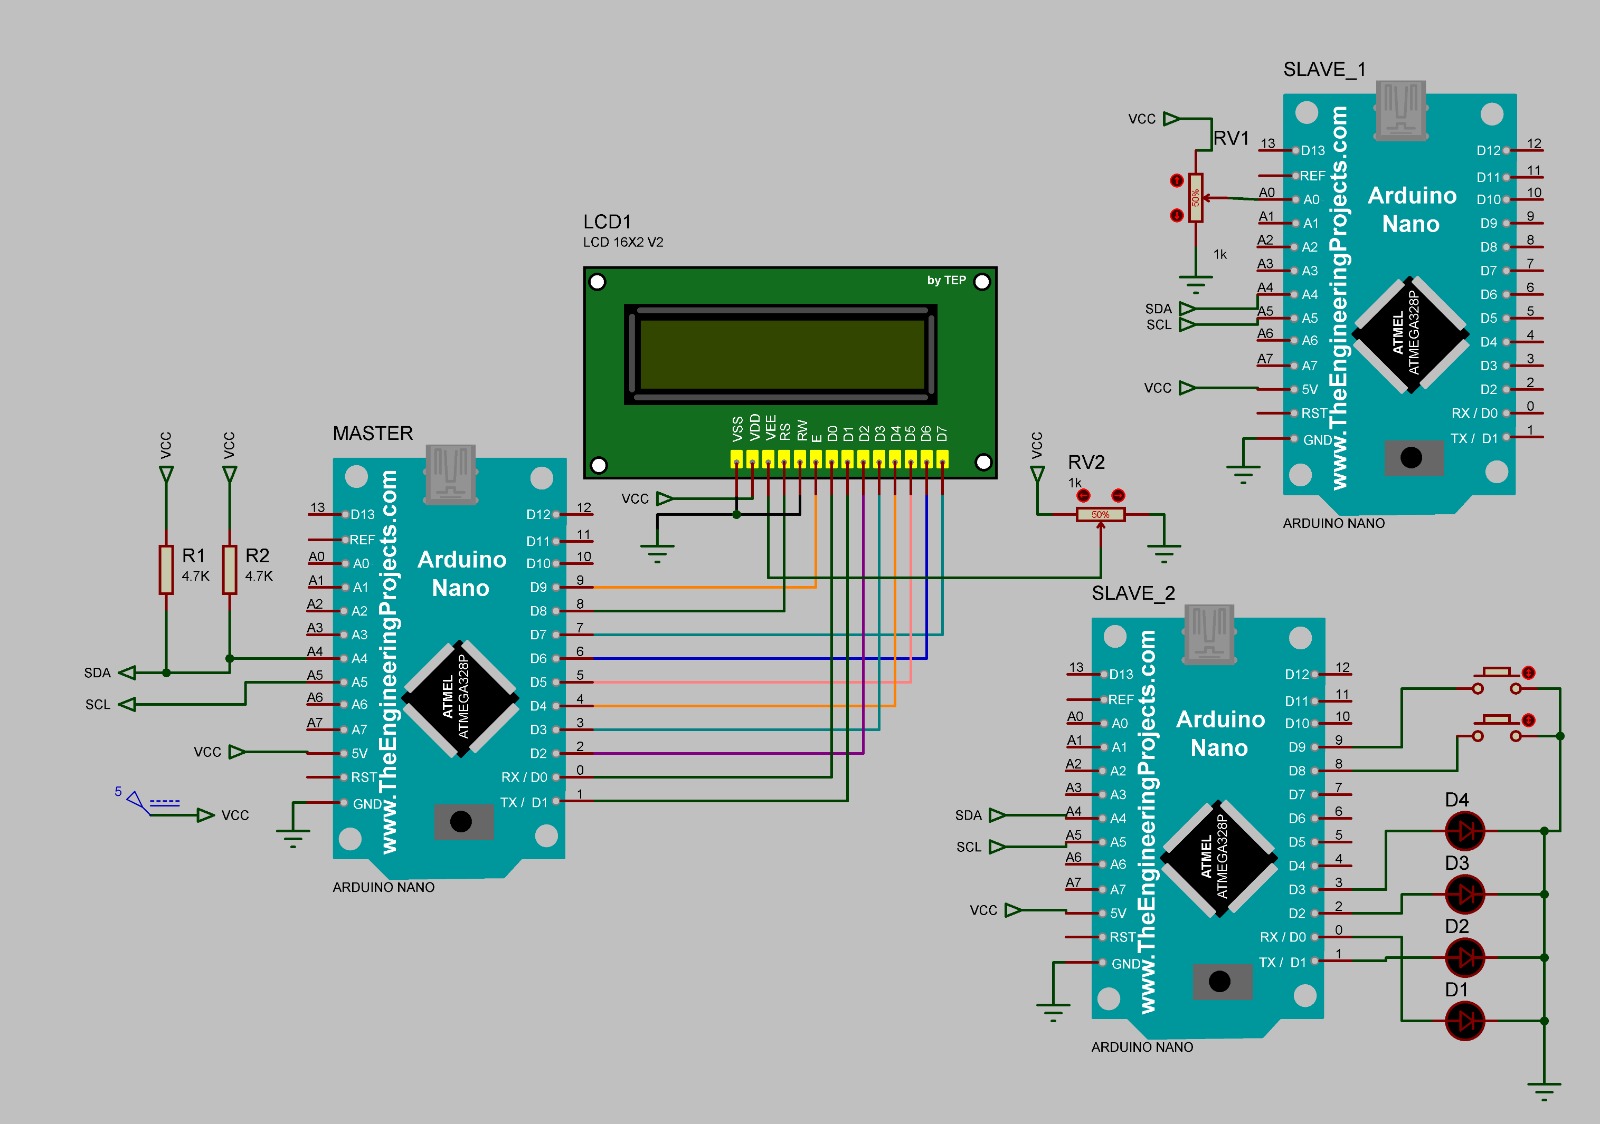 SLAVE_1
VCC
RV1
50%
1k
SDA
SCL
VCC
13
REF
A0
A1
A2
A3
A4
A5
A6
A7
D13
REF
A0
A1
A2
A3
A4
A5
A6
A7
5V
RST
GND
www.TheEngineeringProjects.com
Arduino
Nano
ATMEL
ATMEGA328P
D12
D11
D10
D9
D8
D7
D6
D5
D4
D3
D2
RX / D0
TX / D1
12
11
10
9
8
7
6
5
4
3
2
0
1
ARDUINO NANO
LCD1
LCD 16X2 V2
by TEP
VSS
VDD
VEE
RS
RW
E
D0
D1
D2
D3
D4
D5
D6
D7
VCC
VCC
RV2
1k
50%
VCC
VCC
R1
4.7K
R2
4.7K
SDA
SCL
VCC
5
VCC
MASTER
13
A0
A1
A2
A3
A4
A5
A6
A7
D13
REF
A0
A1
A2
A3
A4
A5
A6
A7
5V
RST
GND
www.TheEngineeringProjects.com
Arduino
Nano
ATMEL
ATMEGA328P
D12
D11
D10
D9
D8
D7
D6
D5
D4
D3
D2
RX / D0
TX / D1
12
11
10
9
8
7
6
5
4
3
2
0
1
ARDUINO NANO
SLAVE_2
SDA
SCL
VCC
13
A0
A1
A2
A3
A4
A5
A6
A7
D13
REF
A0
A1
A2
A3
A4
A5
A6
A7
5V
RST
GND
www.TheEngineeringProjects.com
Arduino
Nano
ATMEL
ATMEGA328P
D12
D11
D10
D9
D8
D7
D6
D5
D4
D3
D2
RX / D0
TX / D1
12
11
10
9
8
7
6
5
4
3
2
0
1
ARDUINO NANO
D4
D3
D2
D1